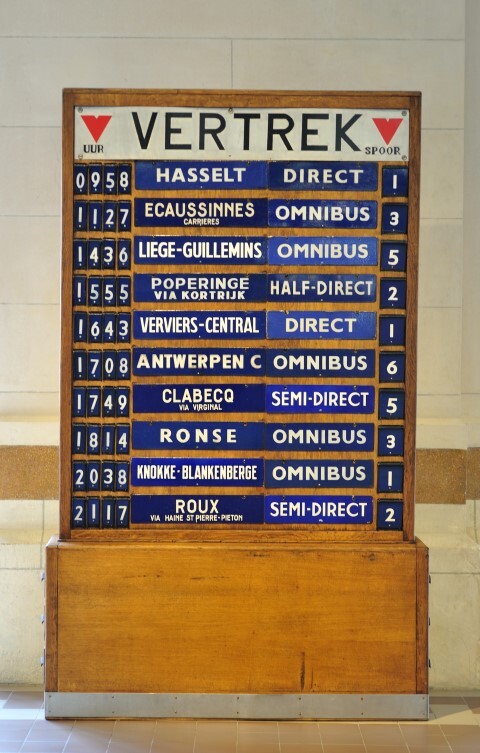 VERTREK
UUR SPOOR
0958 HASSELT DIRECT 1
1127 ECAUSSINNES OMNIBUS 3
CARRIERES
1436 LIEGE-GUILLEMINS OMNIBUS 5
1555 POPERINGE HALF-DIRECT 2
VIA KORTRIJK
1643 VERVIERS-CENTRAL DIRECT 1
1708 ANTWERPEN C OMNIBUS 6
1749 CLABECQ SEMI-DIRECT 5
VIA VIRGINAL
1814 RONSE OMNIBUS 3
2038 KNOKKE-BLANKENBERGE OMNIBUS 1
2117 ROUX SEMI-DIRECT 2
VIA HAINE ST PIERRE-PIETON